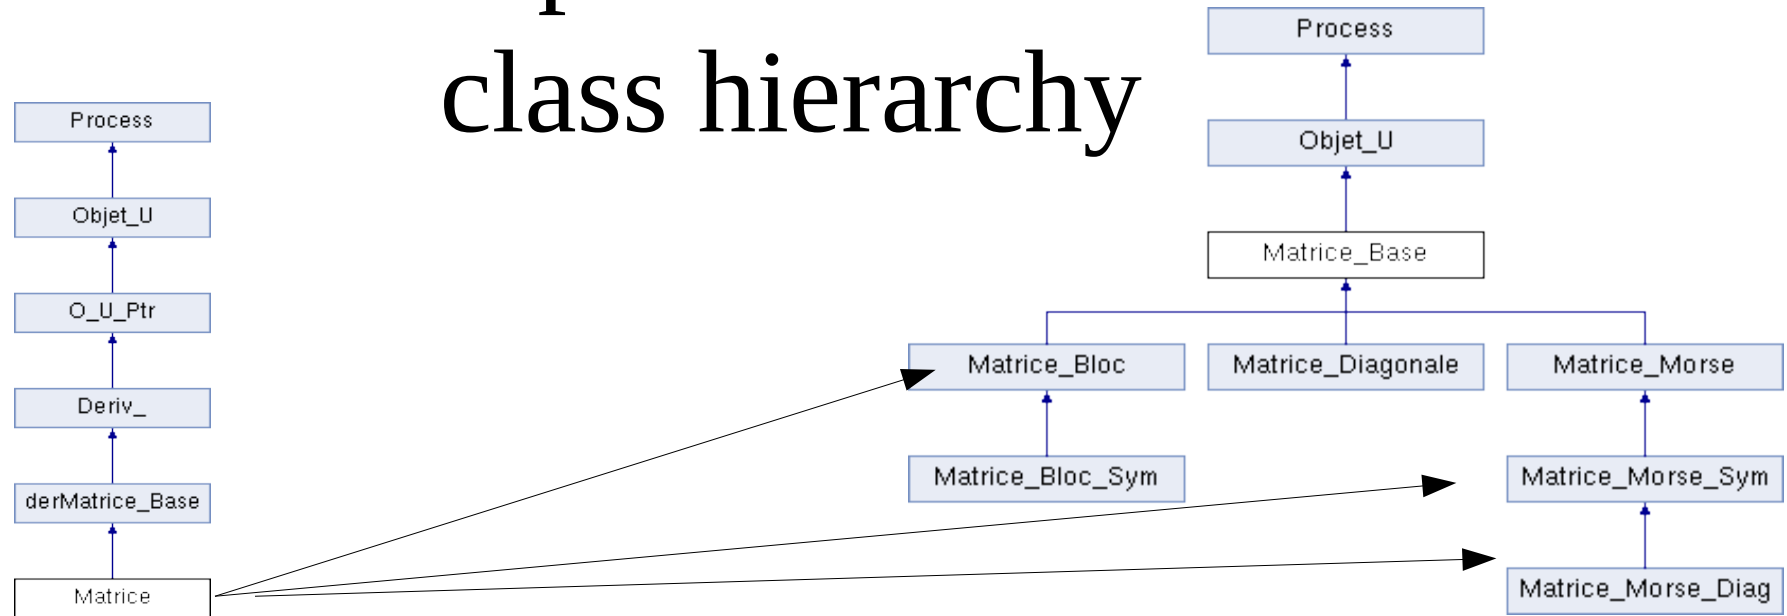 class hierarchy
Process
Objet_U
O_U_Ptr
Deriv_
derMatrice_Base
Matrice
Process
Objet_U
Matrice_Base
Matrice_Bloc
Matrice_Diagonale
Matrice_Morse
Matrice_Bloc_Sym
Matrice_Morse_Sym
Matrice_Morse_Diag